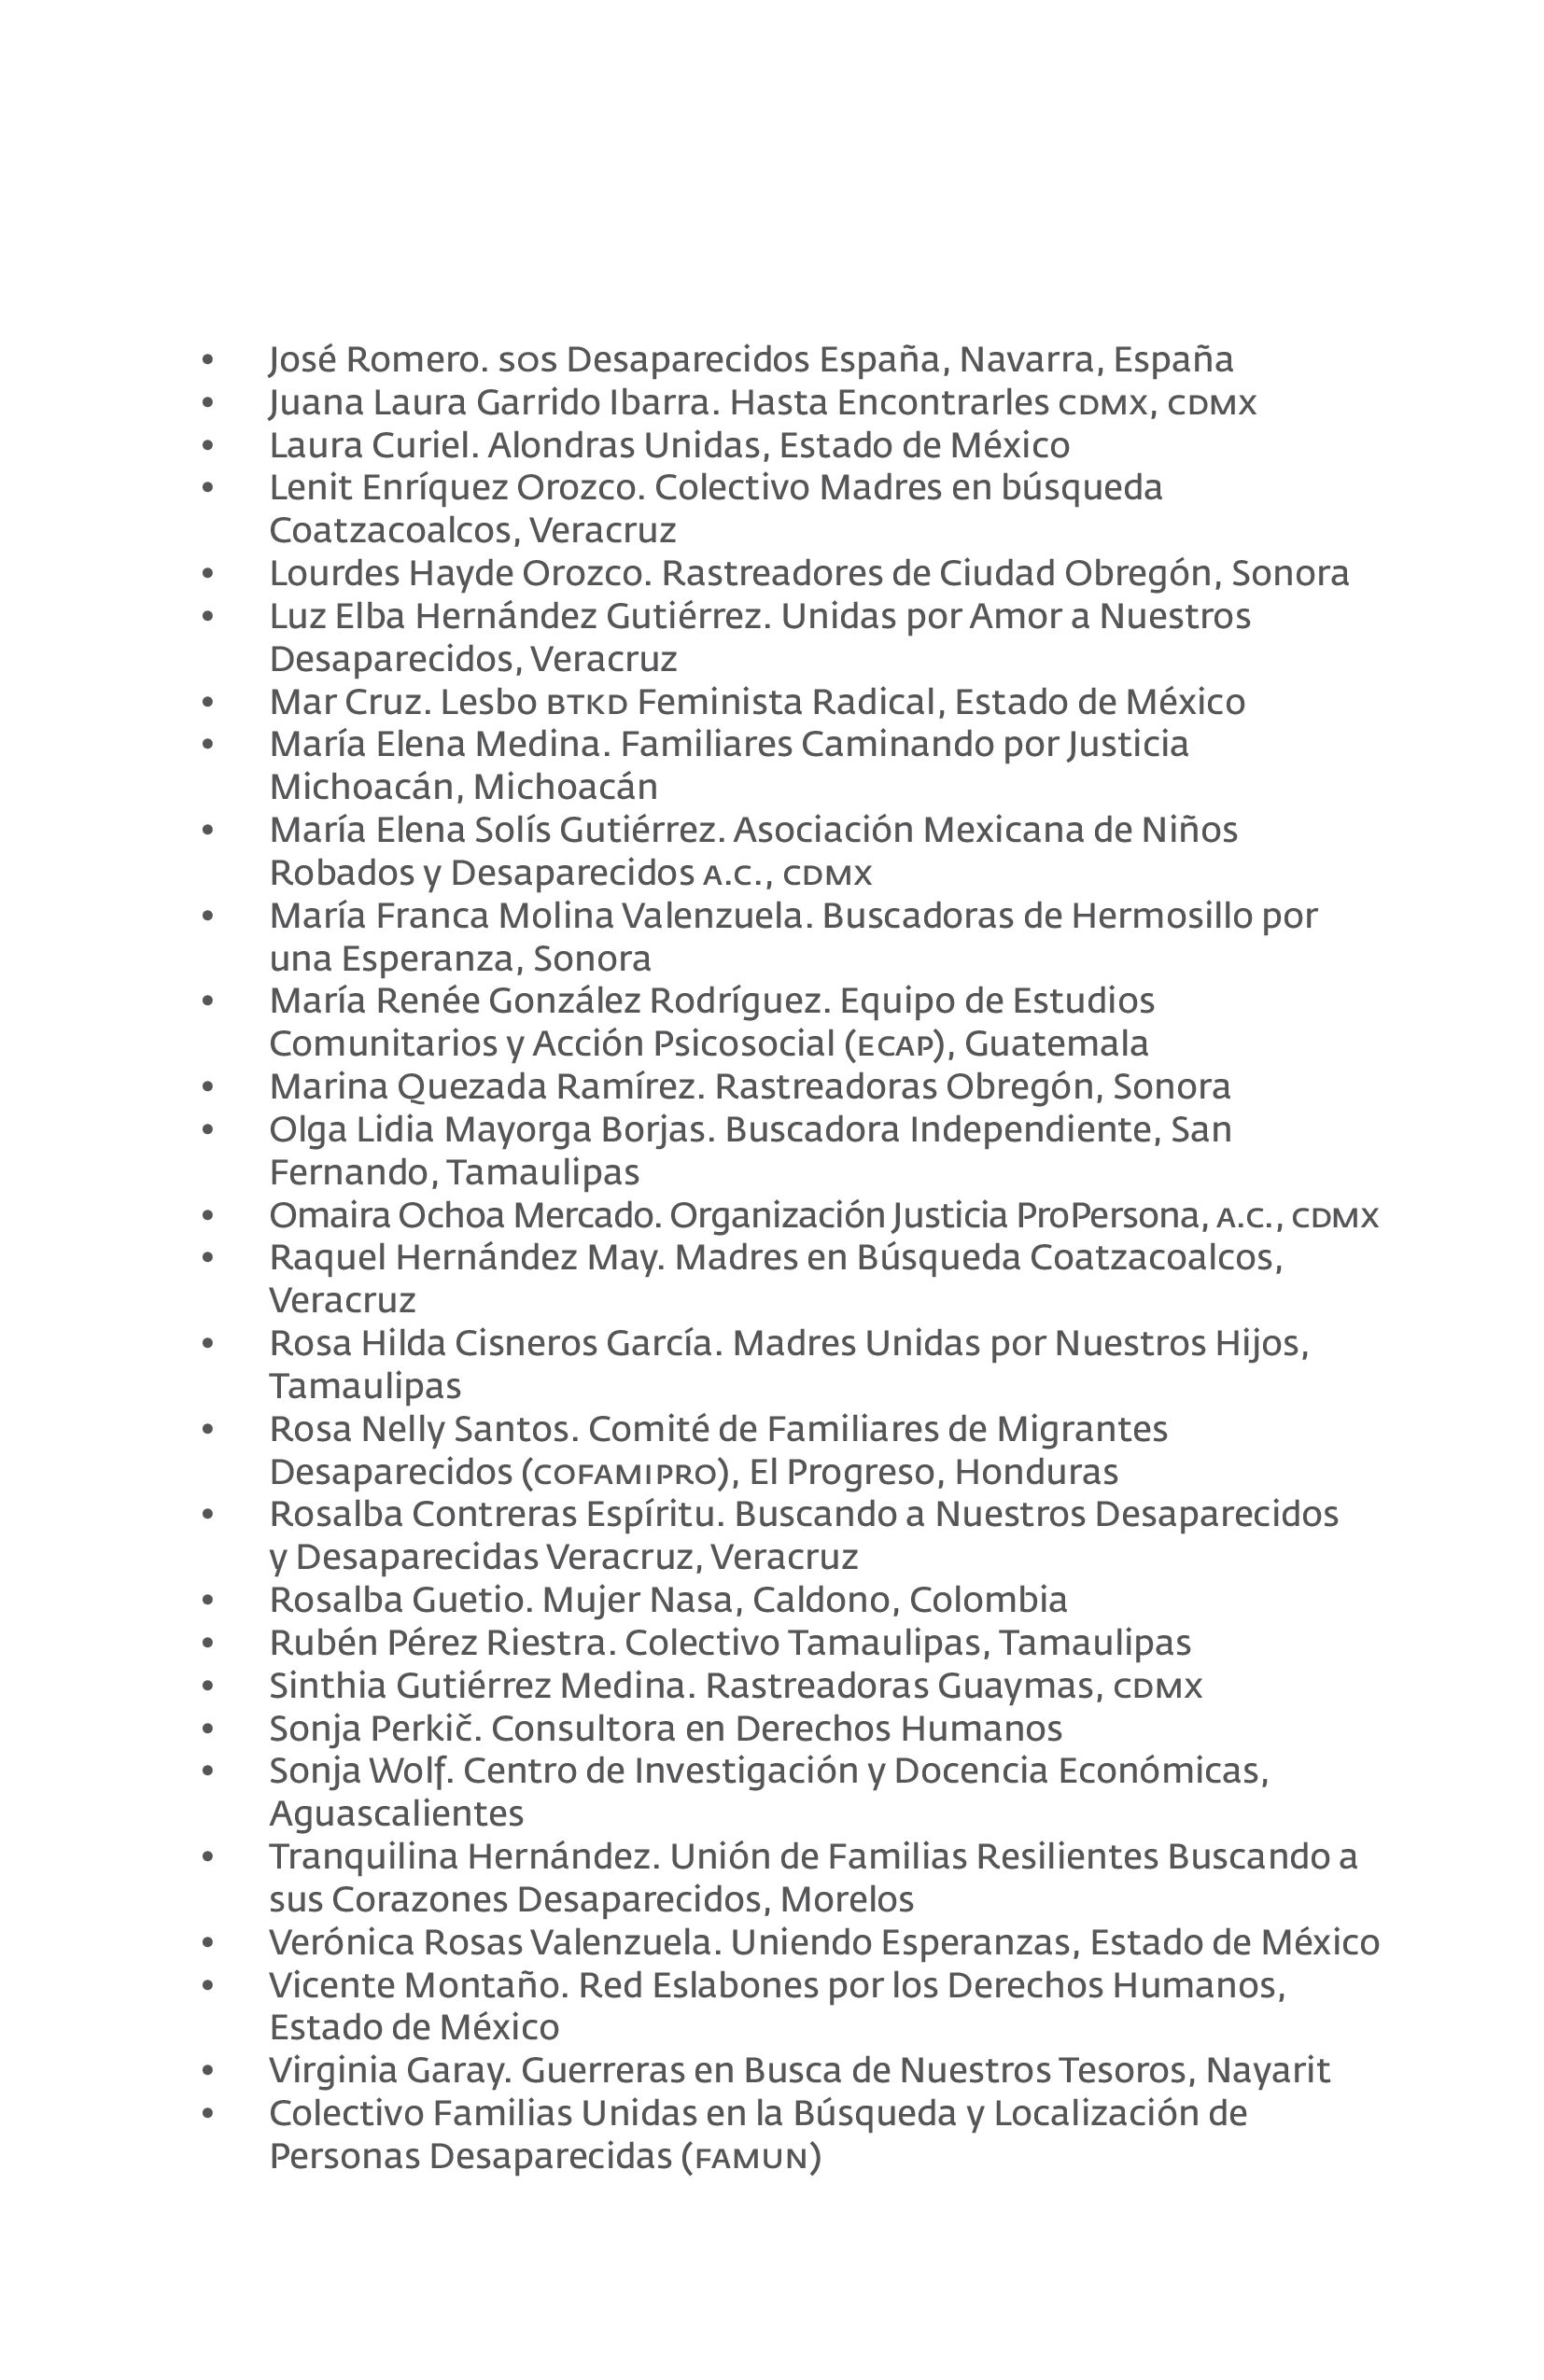 • José Romero. SOS Desaparecidos España, Navarra, España
• Juana Laura Garrido Ibarra. Hasta Encontrarles CDMX, CDMX
• Laura Curiel. Alondras Unidas, Estado de México
• Lenit Enríquez Orozco. Colectivo Madres en búsqueda
Coatzacoalcos, Veracruz
• Lourdes Hayde Orozco. Rastreadores de Ciudad Obregón, Sonora
• Luz Elba Hernández Gutiérrez. Unidas por Amor a Nuestros
Desaparecidos, Veracruz
• Mar Cruz. Lesbo BTKD Feminista Radical, Estado de México
• María Elena Medina. Familiares Caminando por Justicia
Michoacán, Michoacán
• María Elena Solís Gutiérrez. Asociación Mexicana de Niños
Robados y Desaparecidos A.C., CDMX
• María Franca Molina Valenzuela. Buscadoras de Hermosillo por
una Esperanza, Sonora
• María Renée González Rodríguez. Equipo de Estudios
Comunitarios y Acción Psicosocial (ECAP), Guatemala
• Marina Quezada Ramírez. Rastreadoras Obregón, Sonora
• Olga Lidia Mayorga Borjas. Buscadora Independiente, San
Fernando, Tamaulipas
• Omaira Ochoa Mercado. Organización Justicia ProPersona, A.C., CDMX
• Raquel Hernández May. Madres en Búsqueda Coatzacoalcos,
Veracruz
• Rosa Hilda Cisneros García. Madres Unidas por Nuestros Hijos,
Tamaulipas
• Rosa Nelly Santos. Comité de Familiares de Migrantes
Desaparecidos (COFAMIPRO), El Progreso, Honduras
• Rosalba Contreras Espíritu. Buscando a Nuestros Desaparecidos
y Desaparecidas Veracruz, Veracruz
• Rosalba Guetio. Mujer Nasa, Caldono, Colombia
• Rubén Pérez Riestra. Colectivo Tamaulipas, Tamaulipas
• Sinthia Gutiérrez Medina. Rastreadoras Guaymas, CDMX
• Sonja Perkič. Consultora en Derechos Humanos
• Sonja Wolf. Centro de Investigación y Docencia Económicas,
Aguascalientes
• Tranquilina Hernández. Unión de Familias Resilientes Buscando a
sus Corazones Desaparecidos, Morelos
• Verónica Rosas Valenzuela. Uniendo Esperanzas, Estado de México
• Vicente Montaño. Red Eslabones por los Derechos Humanos,
Estado de México
• Virginia Garay. Guerreras en Busca de Nuestros Tesoros, Nayarit
• Colectivo Familias Unidas en la Búsqueda y Localización de
Personas Desaparecidas (FAMUN)